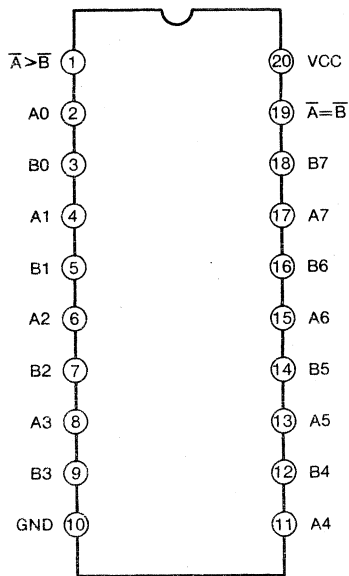 A̅>B̅ 1 20 VCC
A0 2 19 A̅=B̅
B0 3 18 B7
A1 4 17 A7
B1 5 16 B6
A2 6 15 A6
B2 7 14 B5
A3 8 13 A5
B3 9 12 B4
GND 10 11 A4